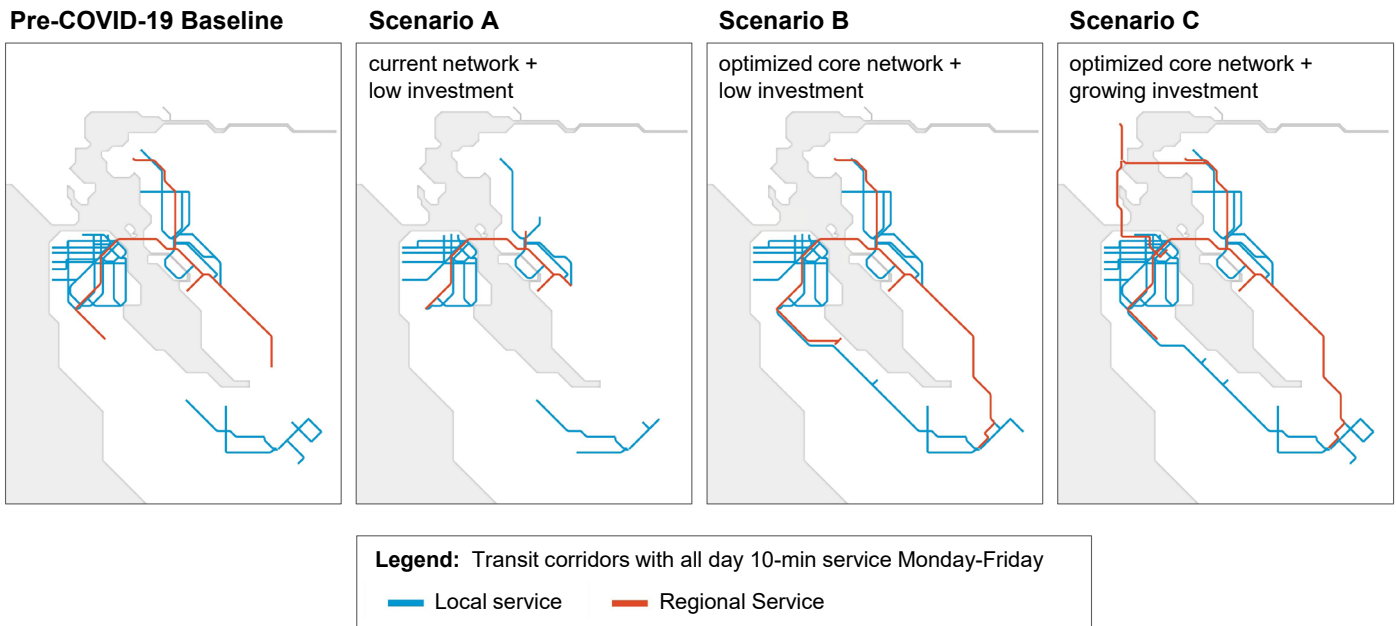 Pre-COVID-19 Baseline
Scenario A
Scenario B
Scenario C
current network +
low investment
optimized core network +
low investment
optimized core network +
growing investment
Legend: Transit corridors with all day 10-min service Monday-Friday
Local service
Regional Service